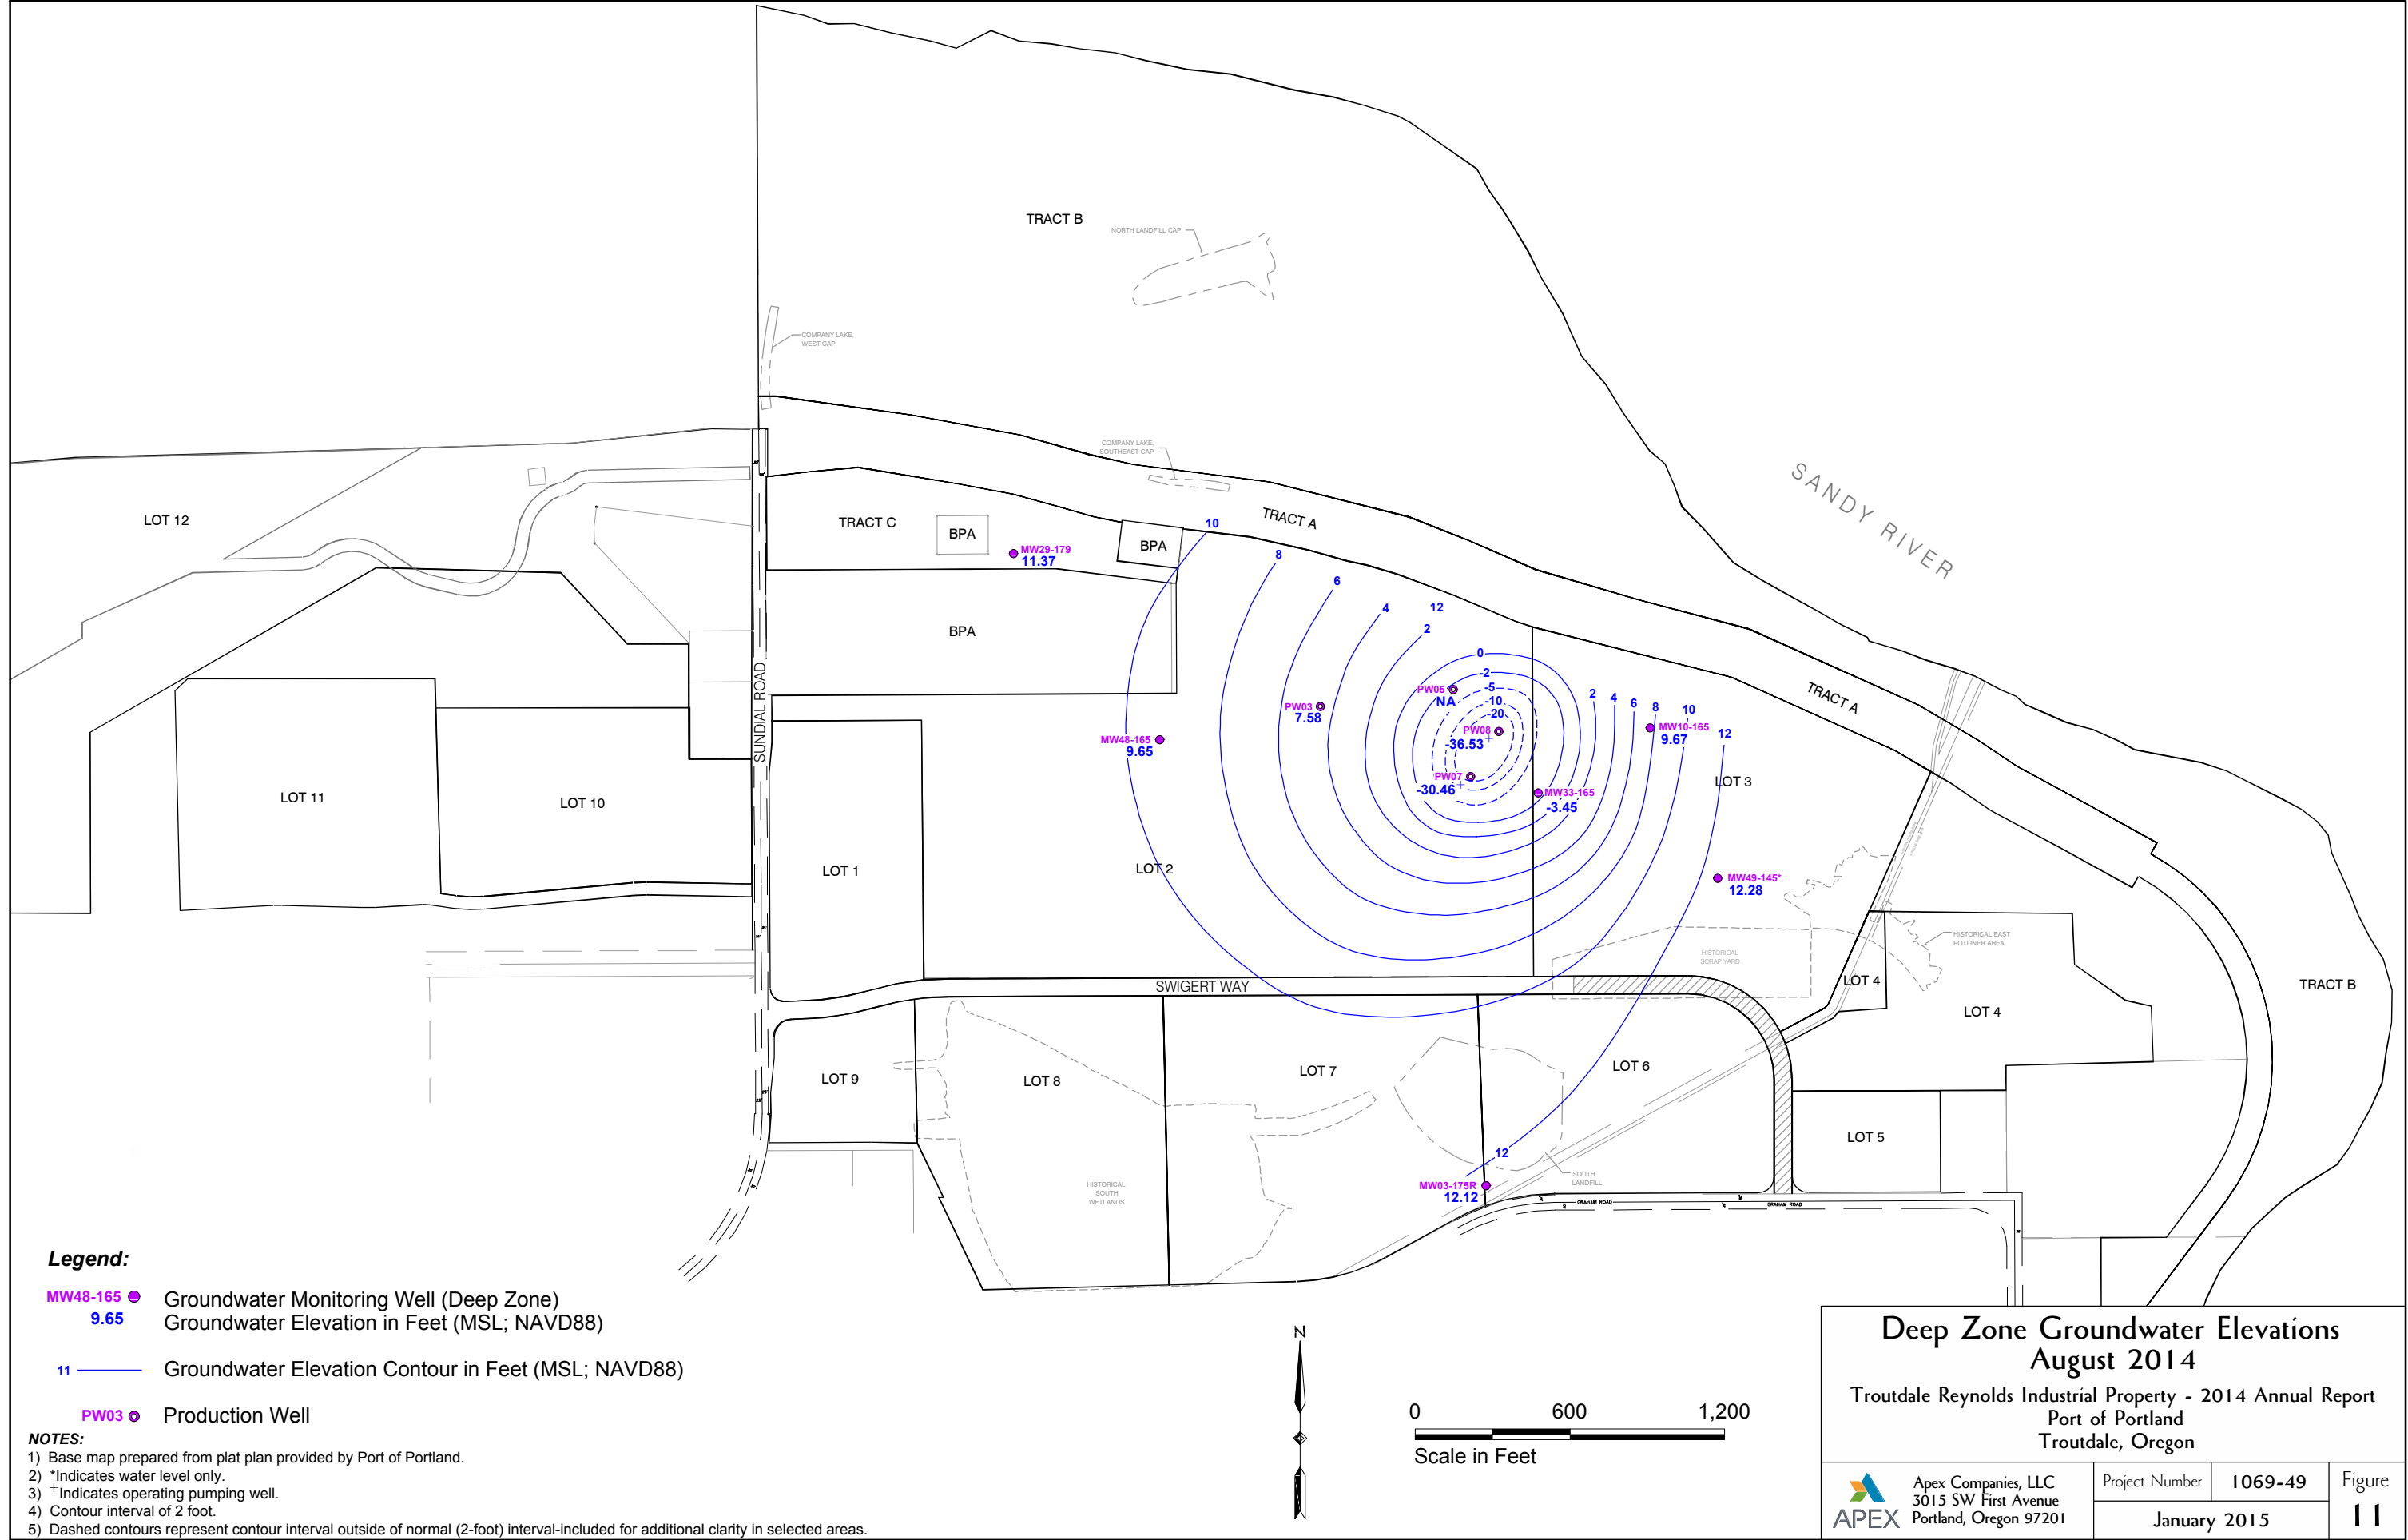 TRACT B
NORTH LANDFILL CAP
COMPANY LAKE,
WEST CAP
COMPANY LAKE,
SOUTHEAST CAP
SANDY RIVER
LOT 12
TRACT C
BPA
MW29-179
11.37
BPA
10
TRACT A
8
6
4
12
2
BPA
0
-2
-5
-10
-20
PW05
NA
PW08
-36.53+
PW07
-30.46+
PW03
7.58
MW48-165
9.65
2
4
6
8
10
12
MW10-165
9.67
MW33-165
-3.45
LOT 3
TRACT A
SUNDIAL ROAD
LOT 11
LOT 10
LOT 1
LOT 2
MW49-145*
12.28
HISTORICAL
SCRAP YARD
HISTORICAL EAST
POTLINER AREA
LOT 4
LOT 4
TRACT B
SWIGERT WAY
LOT 9
LOT 8
LOT 7
LOT 6
LOT 5
12
MW03-175R
12.12
SOUTH
LANDFILL
HISTORICAL
SOUTH
WETLANDS
GRAHAM ROAD
GRAHAM ROAD
Legend:
MW48-165
9.65
Groundwater Monitoring Well (Deep Zone)
Groundwater Elevation in Feet (MSL; NAVD88)
11
Groundwater Elevation Contour in Feet (MSL; NAVD88)
PW03
Production Well
NOTES:
1) Base map prepared from plat plan provided by Port of Portland.
2) *Indicates water level only.
3) +Indicates operating pumping well.
4) Contour interval of 2 foot.
5) Dashed contours represent contour interval outside of normal (2-foot) interval-included for additional clarity in selected areas.
N
0 600 1,200
Scale in Feet
Deep Zone Groundwater Elevations
August 2014
Troutdale Reynolds Industrial Property - 2014 Annual Report
Port of Portland
Troutdale, Oregon
APEX
Apex Companies, LLC
3015 SW First Avenue
Portland, Oregon 97201
Project Number 1069-49
January 2015
Figure
11